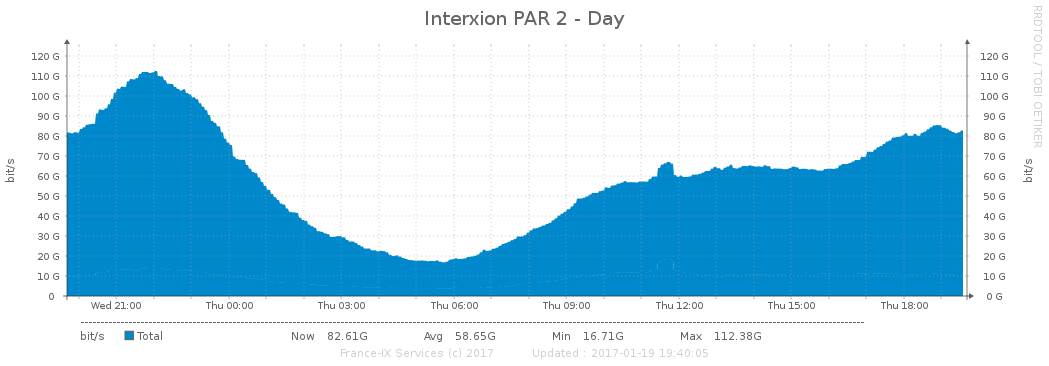 Interxion PAR 2 - Day
RRDTOOL / TOBI OETIKER
bit/s
120 G 120 G
110 G 110 G
100 G 100 G
90 G 90 G
80 G 80 G
70 G 70 G
60 G 60 G
50 G 50 G
40 G 40 G
30 G 30 G
20 G 20 G
10 G 10 G
0 0 G
bit/s
Wed 21:00 Thu 00:00 Thu 03:00 Thu 06:00 Thu 09:00 Thu 12:00 Thu 15:00 Thu 18:00
bit/s Total Now 82.61G Avg 58.65G Min 16.71G Max 112.38G
France-IX Services (c) 2017 Updated : 2017-01-19 19:40:05